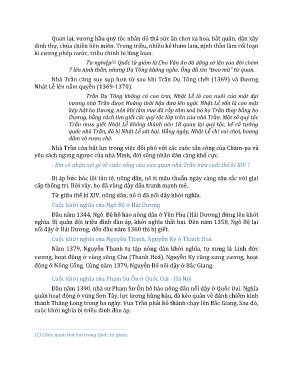 Quan lại, vương hầu quý tộc nhân đó thả sức ăn chơi xa hoa, bắt quân, dân xây
dinh thự, chùa chiền liên miên. Trong triều, nhiều kẻ tham lam, nịnh thần làm rối loạn
kỉ cương phép nước, triều chính bị lũng loạn.
Tư nghiệp(1) Quốc tử giám là Chu Văn An đã dâng sớ lên vua đòi chém
7 tên nịnh thần, nhưng Dụ Tông không nghe. Ông đã xin "treo mũ" từ quan.
Nhà Trần càng suy sụp hơn từ sau khi Trần Dụ Tông chết (1369) và Dương
Nhật Lễ lên nắm quyền (1369-1370).
Trần Dụ Tông không có con trai, Nhật Lễ là con nuôi của một đại
vương nhà Trần được Hoàng thái hậu đưa lên ngôi. Nhật Lễ vốn là con một
kép hát họ Dương, nên khi làm vua đã rắp tâm xoá bỏ họ Trần thay bằng họ
Dương, bằng cách tìm giết các quý tộc lớp trên của nhà Trần. Một số quý tộc
Trần mưu giết Nhật Lễ không thành nên 18 quan lại quý tộc, kể cả tướng
quốc nhà Trần, đã bị Nhật Lễ sát hại. Hằng ngày, Nhật Lễ chỉ vui chơi, hoang
dâm và rượu chè.
Nhà Trần còn bất lực trong việc đối phó với các cuộc tấn công của Cham-pa và
yêu sách ngang ngược của nhà Minh, đời sống nhân dân càng khổ cực.
- Em có nhận xét gì về cuộc sống của vua quan nhà Trần nửa cuối thế kỉ XIV ?
Bị áp bức bóc lột tàn tệ, nông dân, nô tì mâu thuẫn ngày càng sâu sắc với giai
cấp thống trị. Bởi vậy, họ đã vùng dậy đấu tranh mạnh mẽ.
Từ giữa thế kỉ XIV, nông dân, nô tì đã nổi dậy khởi nghĩa.
Cuộc khởi nghĩa của Ngô Bệ ở Hải Dương
Đầu năm 1344, Ngô Bệ hô hào nông dân ở Yên Phụ (Hải Dương) đứng lên khởi
nghĩa. Bị quân đội triều đình đàn áp, khởi nghĩa thất bại. Đến năm 1358, Ngô Bệ lại
nổi dậy ở Hải Dương, đến đầu năm 1360 thì bị giết.
Cuộc khởi nghĩa của Nguyễn Thanh, Nguyễn Kỵ ở Thanh Hoá
Năm 1379, Nguyễn Thanh tụ tập nông dân khởi nghĩa, tự xưng là Linh đức
vương, hoạt động ở vùng sông Chu (Thanh Hoá). Nguyễn Kỵ cũng xưng vương, hoạt
động ở Nông Cống. Cùng năm 1379, Nguyễn Bổ nổi dậy ở Bắc Giang.
Cuộc khởi nghĩa của Phạm Sư Ôn ở Quốc Oai - Hà Nội
Đầu năm 1390, nhà sư Phạm Sư Ôn hô hào nông dân nổi dậy ở Quốc Oai. Nghĩa
quân hoạt động ở vùng Sơn Tây, lực lượng hùng hậu, đã kéo quân về đánh chiếm kinh
thành Thăng Long trong ba ngày. Vua Trần phải bỏ thành chạy lên Bắc Giang. Sau đó,
cuộc khởi nghĩa bị triều đình đàn áp.
(1) Chức quan thứ hai trong Quốc tử giám.